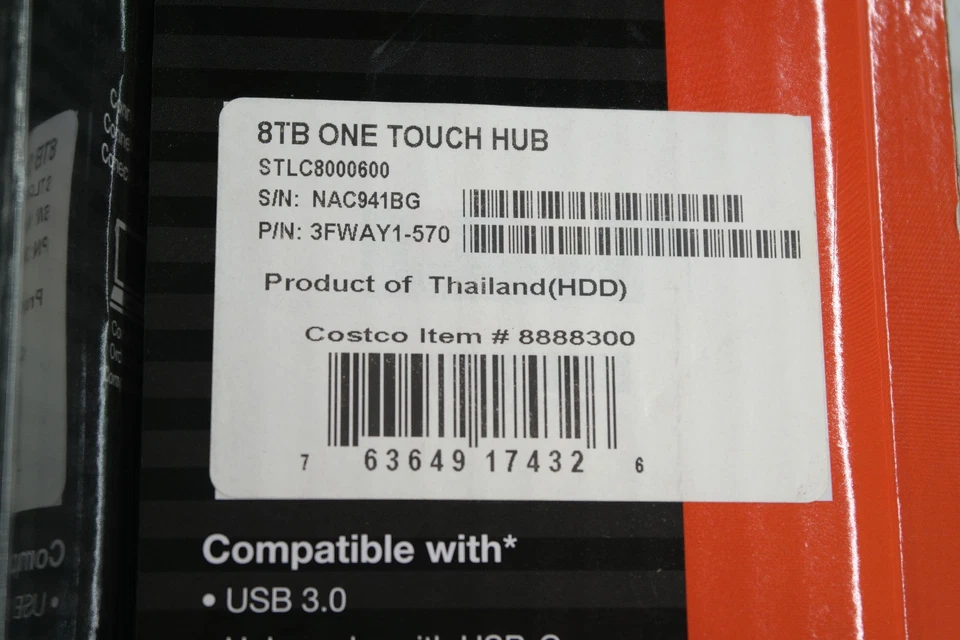 8TB ONE TOUCH HUB
STLC8000600
S/N: NAC941BG
P/N: 3FWAY1-570
Product of Thailand(HDD)
Costco Item # 8888300
7 63649 17432 6
Compatible with*
• USB 3.0